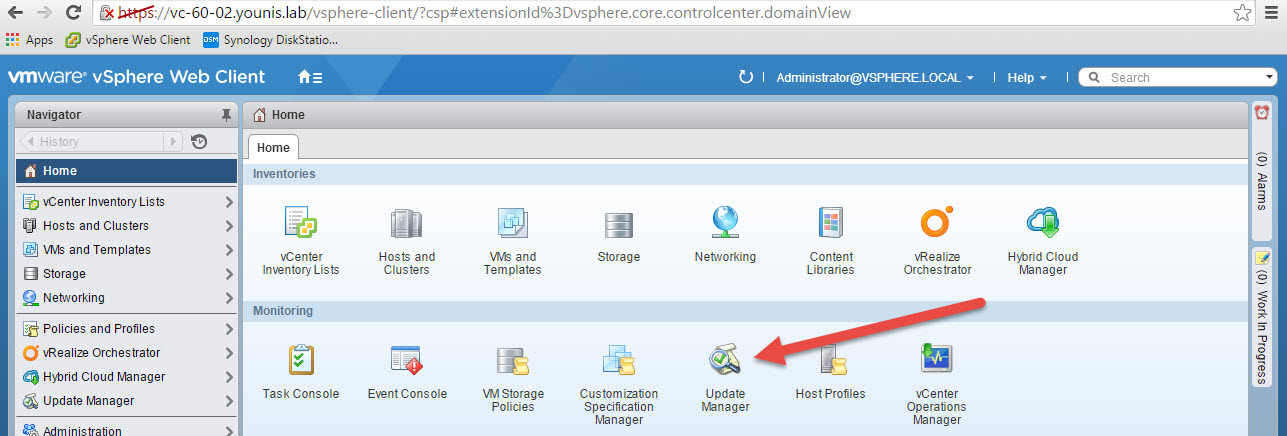 https://vc-60-02.younis.lab/vsphere-client/?csp#extensionId%3Dvsphere.core.controlcenter.domainView
Apps vSphere Web Client DSM Synology DiskStatio...
vmware® vSphere Web Client Administrator@VSPHERE.LOCAL Help Search
Navigator
History
Home
vCenter Inventory Lists
Hosts and Clusters
VMs and Templates
Storage
Networking
Policies and Profiles
vRealize Orchestrator
Hybrid Cloud Manager
Update Manager
Administration
Home
Home
Inventories
vCenter
Inventory Lists
Hosts and
Clusters
VMs and
Templates
Storage
Networking
Content
Libraries
vRealize
Orchestrator
Hybrid Cloud
Manager
Monitoring
Task Console
Event Console
VM Storage
Policies
Customization
Specification
Manager
Update
Manager
Host Profiles
vCenter
Operations
Manager
(0) Alarms
(0) Work In Progress